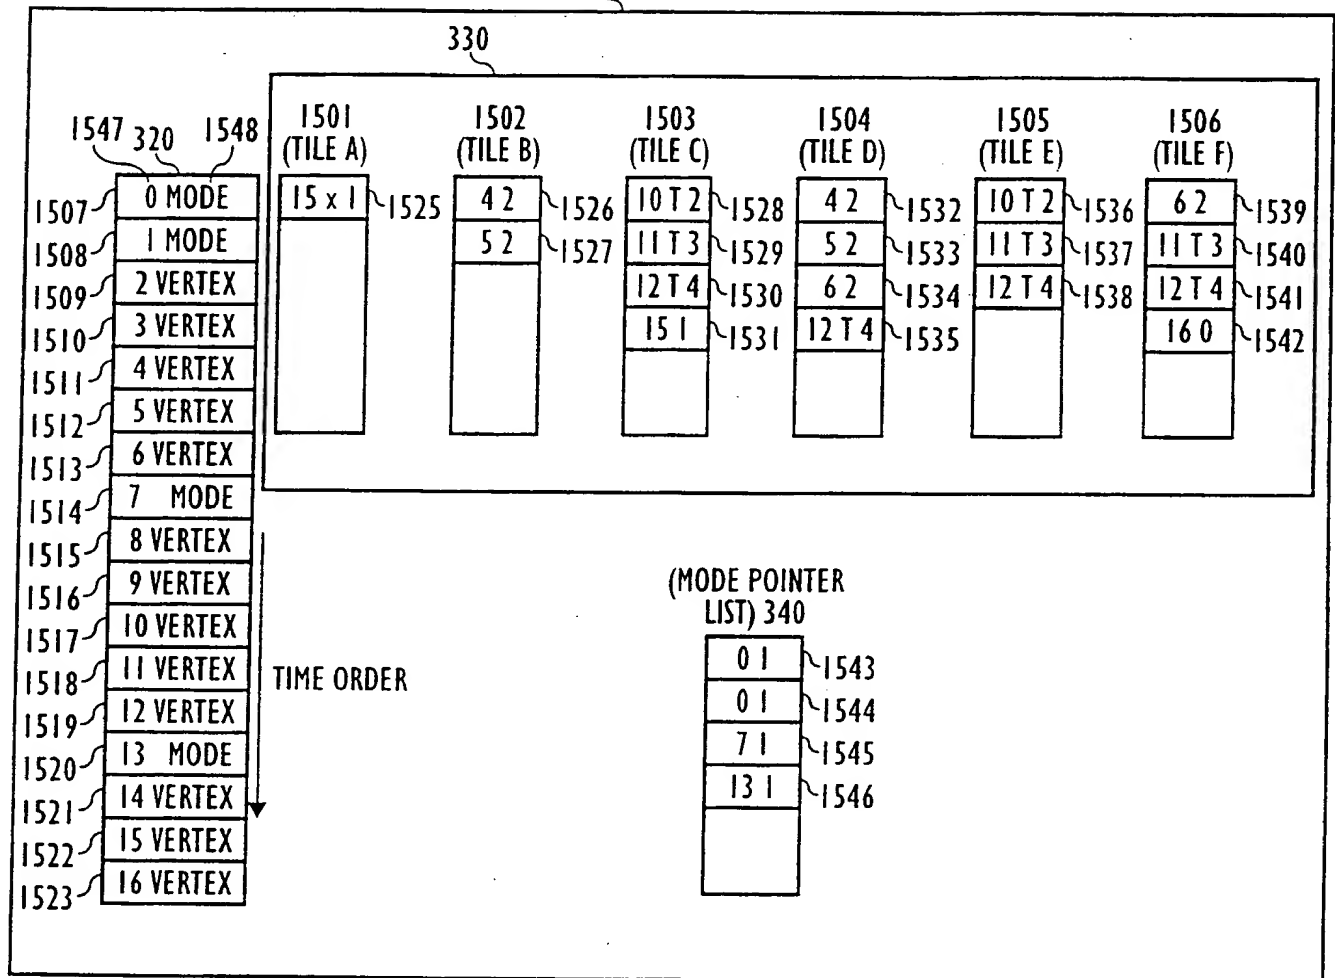 330
1547 320 1548
1501 (TILE A)
1502 (TILE B)
1503 (TILE C)
1504 (TILE D)
1505 (TILE E)
1506 (TILE F)
1507 0 MODE
1508 1 MODE
1509 2 VERTEX
1510 3 VERTEX
1511 4 VERTEX
1512 5 VERTEX
1513 6 VERTEX
1514 7 MODE
1515 8 VERTEX
1516 9 VERTEX
1517 10 VERTEX
1518 11 VERTEX
1519 12 VERTEX
1520 13 MODE
1521 14 VERTEX
1522 15 VERTEX
1523 16 VERTEX
TIME ORDER
15 x 1 1525
4 2 1526
5 2 1527
10 T 2 1528
11 T 3 1529
12 T 4 1530
15 1 1531
4 2 1532
5 2 1533
6 2 1534
12 T 4 1535
10 T 2 1536
11 T 3 1537
12 T 4 1538
6 2 1539
11 T 3 1540
12 T 4 1541
16 0 1542
(MODE POINTER
LIST) 340
0 1 1543
0 1 1544
7 1 1545
13 1 1546